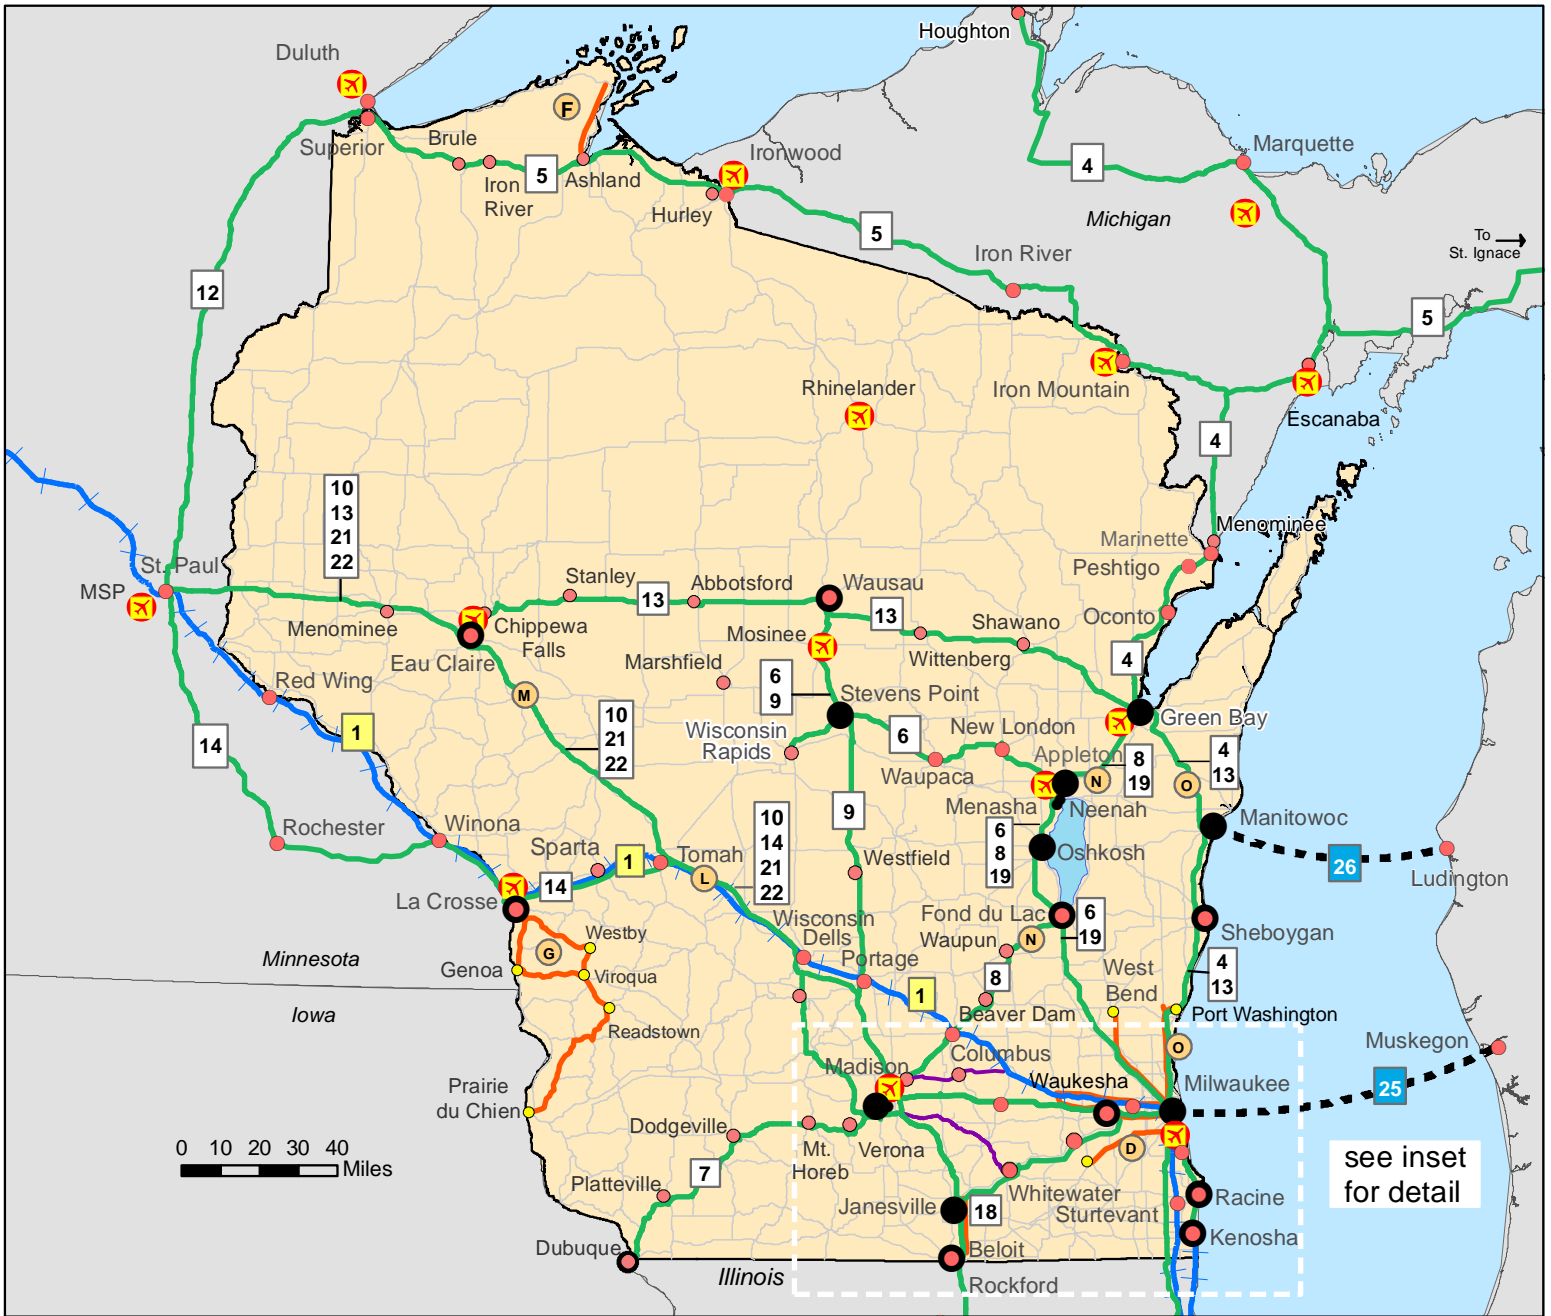 Houghton
Duluth
F
Superior
Brule
Iron
River
5
Ashland
Ironwood
Hurley
4
Marquette
Michigan
5
Iron River
To
St. Ignace
12
5
Rhinelander
Iron Mountain
Escanaba
4
10
13
21
22
Menominee
Marinette
Peshtigo
St. Paul
MSP
Stanley
13
Abbotsford
Wausau
13
Menominee
Chippewa
Falls
Eau Claire
Mosinee
Shawano
Wittenberg
Oconto
4
Marshfield
6
9
Stevens Point
Red Wing
M
Wisconsin
Rapids
6
New London
Green Bay
1
14
10
21
22
Waupaca
Appleton
N
8
19
4
13
O
Menasha
Neenah
9
Manitowoc
Rochester
Winona
Sparta
1
Tomah
10
14
21
22
6
8
19
Oshkosh
26
Westfield
Ludington
14
L
La Crosse
Fond du Lac
6
19
Wisconsin
Dells
Waupun
N
Sheboygan
Westby
G
Minnesota
Genoa
Viroqua
Portage
8
West
Bend
4
13
1
Iowa
Readstown
Beaver Dam
Port Washington
Columbus
O
Muskegon
Madison
Waukesha
Milwaukee
25
Prairie
du Chien
Dodgeville
Mt.
Horeb
Verona
D
0 10 20 30 40
Miles
7
see inset
for detail
Platteville
Janesville
18
Whitewater
Sturtevant
Racine
Kenosha
Dubuque
Beloit
Illinois
Rockford